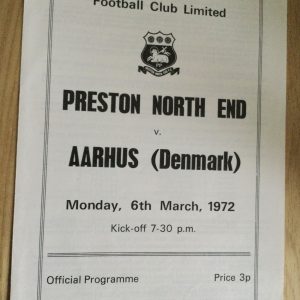 Football Club Limited
PP
PRESTON NORTH END
v.
AARHUS (Denmark)
Monday, 6th March, 1972
Kick-off 7-30 p.m.
Official Programme Price 3p